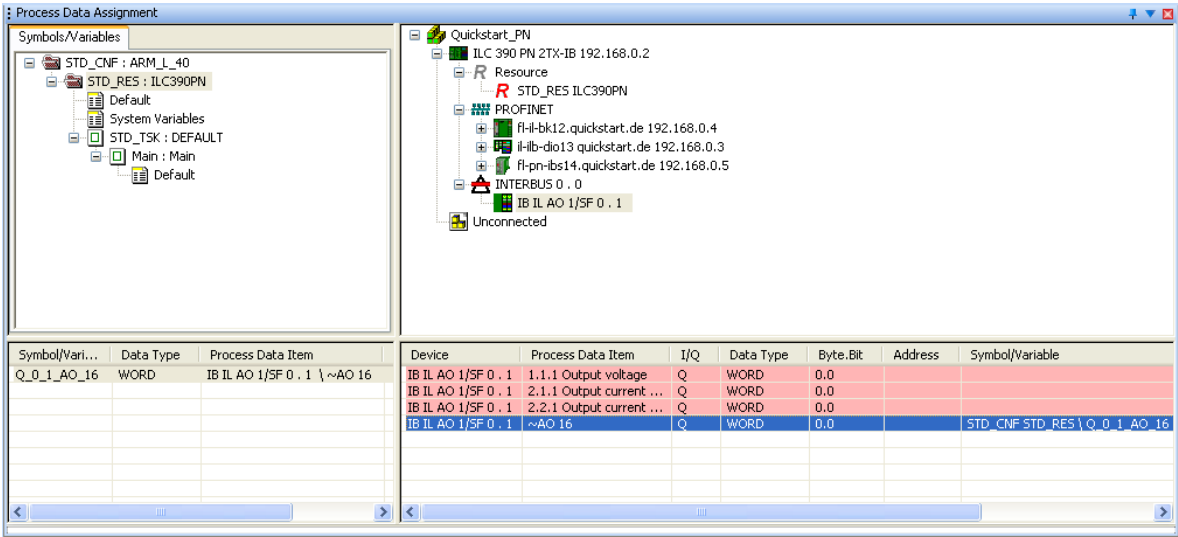 Process Data Assignment
Symbols/Variables
STD_CNF : ARM_L_40
STD_RES : ILC390PN
Default
System Variables
STD_TSK : DEFAULT
Main : Main
Default
Quickstart_PN
ILC 390 PN 2TX-IB 192.168.0.2
R Resource
R STD_RES ILC390PN
PROFINET
fl-il-bk12.quickstart.de 192.168.0.4
il-ilb-dio13 quickstart.de 192.168.0.3
fl-pn-ibs14.quickstart.de 192.168.0.5
INTERBUS 0 . 0
IB IL AO 1/SF 0 . 1
Unconnected
Symbol/Vari... Data Type Process Data Item
Q_0_1_AO_16 WORD IB IL AO 1/SF 0 . 1 \ ~AO 16
Device Process Data Item I/Q Data Type Byte.Bit Address Symbol/Variable
IB IL AO 1/SF 0 . 1 1.1.1 Output voltage Q WORD 0.0
IB IL AO 1/SF 0 . 1 2.1.1 Output current ... Q WORD 0.0
IB IL AO 1/SF 0 . 1 2.2.1 Output current ... Q WORD 0.0
IB IL AO 1/SF 0 . 1 ~AO 16 Q WORD 0.0 STD_CNF STD_RES \ Q_0_1_AO_16